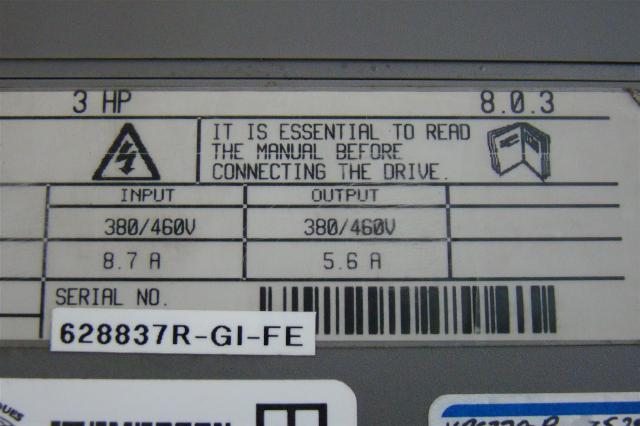 3 HP 8.0.3
IT IS ESSENTIAL TO READ
THE MANUAL BEFORE
CONNECTING THE DRIVE.
INPUT OUTPUT
380/460V 380/460V
8.7 A 5.6 A
SERIAL NO.
628837R-GI-FE